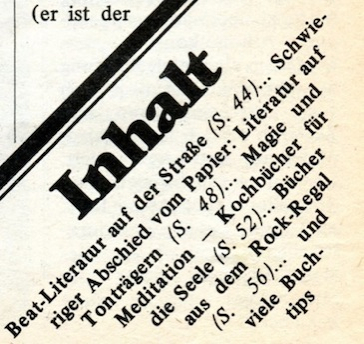 (er ist der
Inhalt
Beat-Literatur auf der Straße (S. 44)... Schwie-
riger Abschied vom Papier: Literatur auf
Tonträgern (S. 48)... Magie und
Meditation – Kochbücher für
die Seele (S. 52)... Bücher
aus dem Rock-Regal
(S. 56)... und
viele Buch-
tips